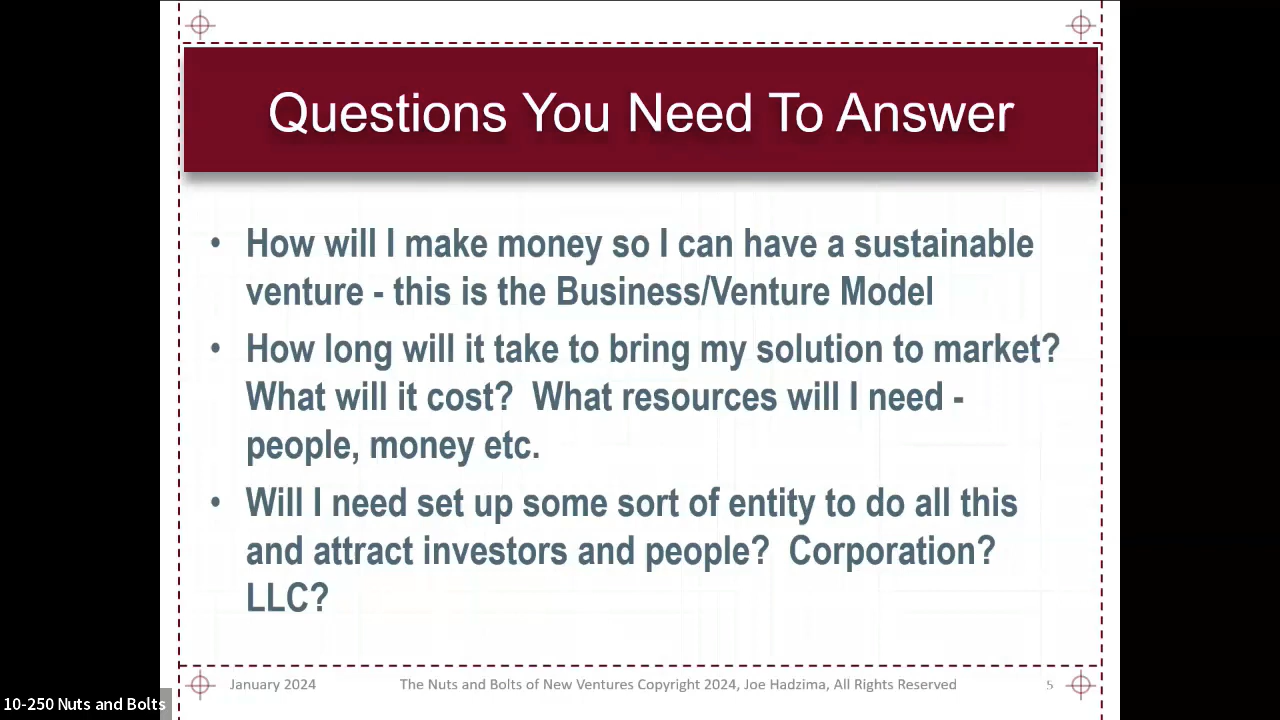 Questions You Need To Answer
• How will I make money so I can have a sustainable
venture - this is the Business/Venture Model
• How long will it take to bring my solution to market?
What will it cost?  What resources will I need -
people, money etc.
• Will I need set up some sort of entity to do all this
and attract investors and people?  Corporation?
LLC?
January 2024 The Nuts and Bolts of New Ventures Copyright 2024, Joe Hadzima, All Rights Reserved 5
10-250 Nuts and Bolts